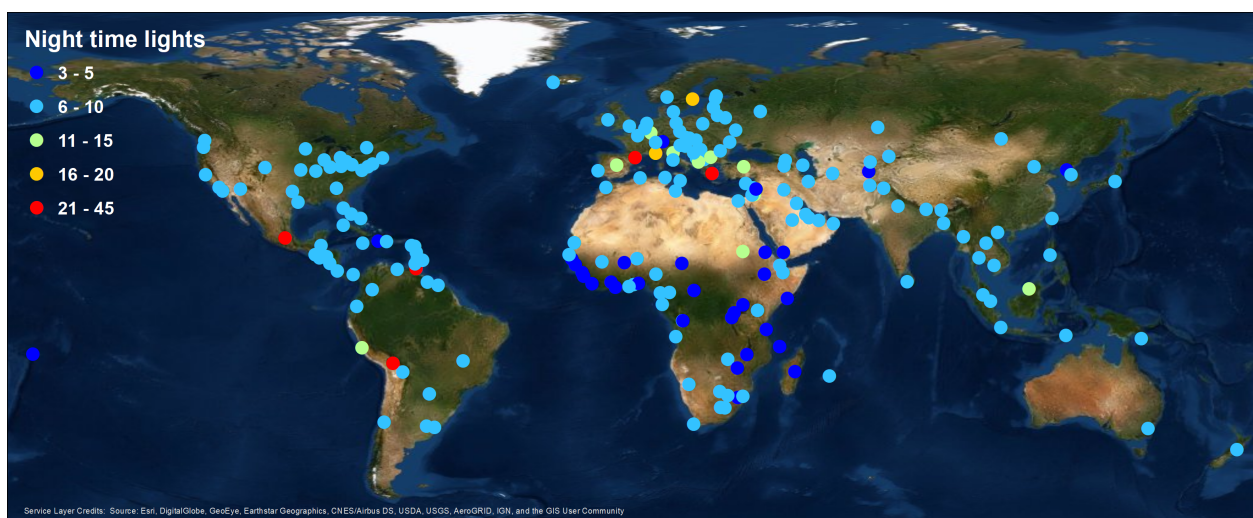 Night time lights
3 - 5
6 - 10
11 - 15
16 - 20
21 - 45
Service Layer Credits: Source: Esri, DigitalGlobe, GeoEye, Earthstar Geographics, CNES/Airbus DS, USDA, USGS, AeroGRID, IGN, and the GIS User Community